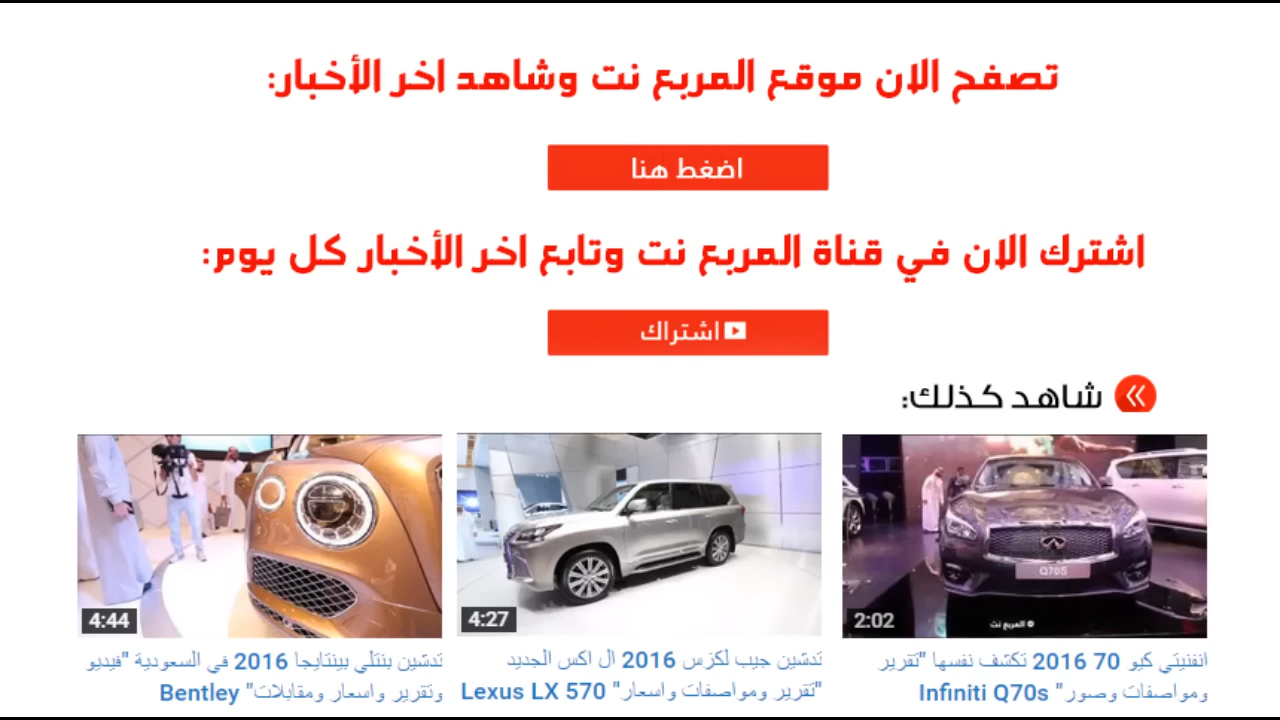 تصفح الان موقع المربع نت وشاهد اخر الأخبار:
اضغط هنا
اشترك الان في قناة المربع نت وتابع اخر الأخبار كل يوم:
اشتراك
شاهد كذلك:
Q70S
المربع نت
2:02
انفنيتي كيو 70 2016 تكشف نفسها "تقرير
ومواصفات وصور" Infiniti Q70s
4:27
تدشين جيب لكزس 2016 ال اكس الجديد
"تقرير ومواصفات واسعار" Lexus LX 570
4:44
تدشين بنتلي بينتايجا 2016 في السعودية "فيديو
وتقرير واسعار ومقابلات" Bentley